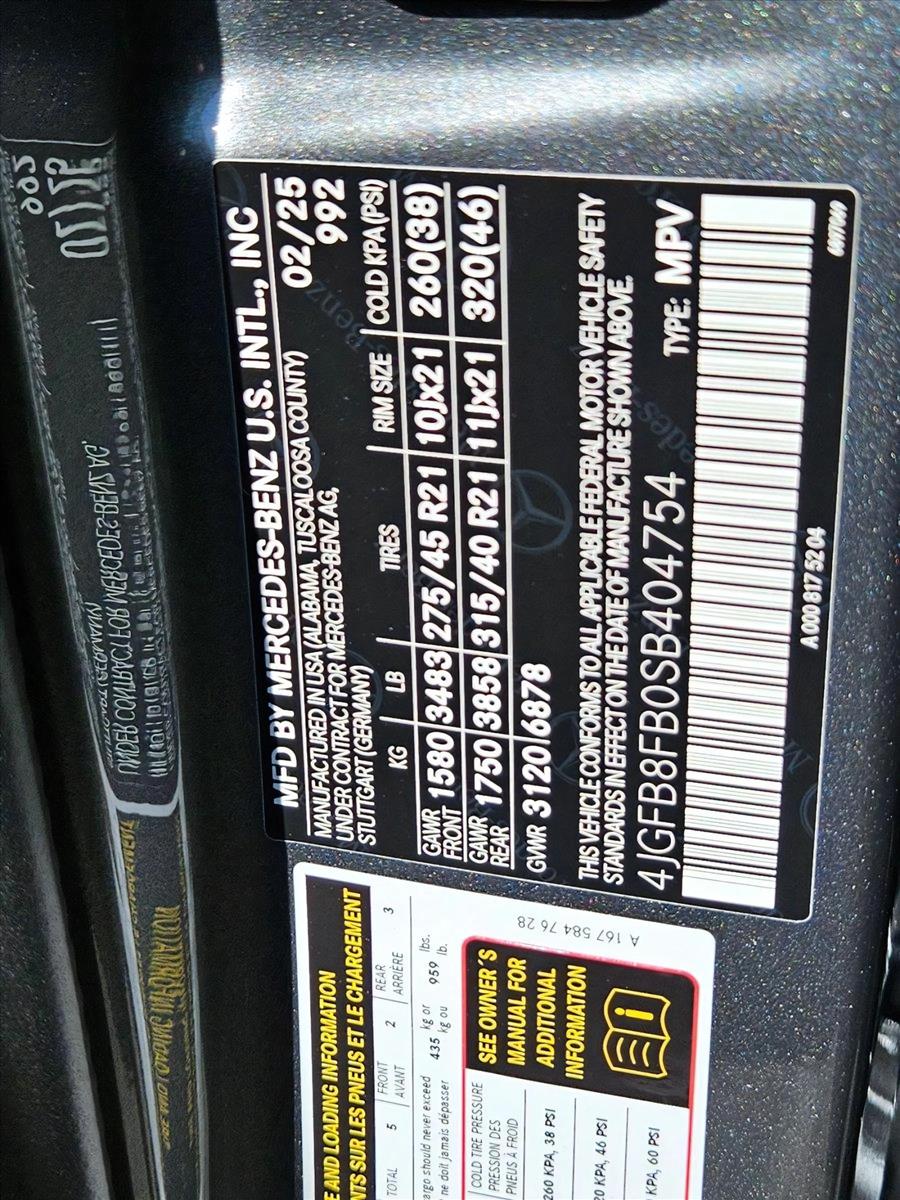 MFD BY MERCEDES-BENZ U.S. INTL., INC
MANUFACTURED IN USA (ALABAMA, TUSCALOOSA COUNTY) 02/25
UNDER CONTRACT FOR MERCEDES-BENZ AG, 992
STUTTGART (GERMANY)
KG LB TIRES RIM SIZE COLD KPA (PSI)
GAWR FRONT 1580 3483 275/45 R21 10Jx21 260(38)
GAWR REAR 1750 3858 315/40 R21 11Jx21 320(46)
GVWR 3120 6878
THIS VEHICLE CONFORMS TO ALL APPLICABLE FEDERAL MOTOR VEHICLE SAFETY
STANDARDS IN EFFECT ON THE DATE OF MANUFACTURE SHOWN ABOVE.
4JGFB8FB0SB404754 TYPE: MPV
A 000 817 52 04
E AND LOADING INFORMATION
NTS SUR LES PNEUS ET LE CHARGEMENT
TOTAL 5 FRONT 2 REAR 3
AVANT ARRIÈRE
argo should never exceed 435 kg or 959 lbs.
ne doit jamais dépasser kg ou lb.
COLD TIRE PRESSURE
PRESSION DES
PNEUS À FROID
260 KPA, 38 PSI
20 KPA, 46 PSI
KPA, 60 PSI
SEE OWNER'S
MANUAL FOR
ADDITIONAL
INFORMATION
A 167 584 76 28